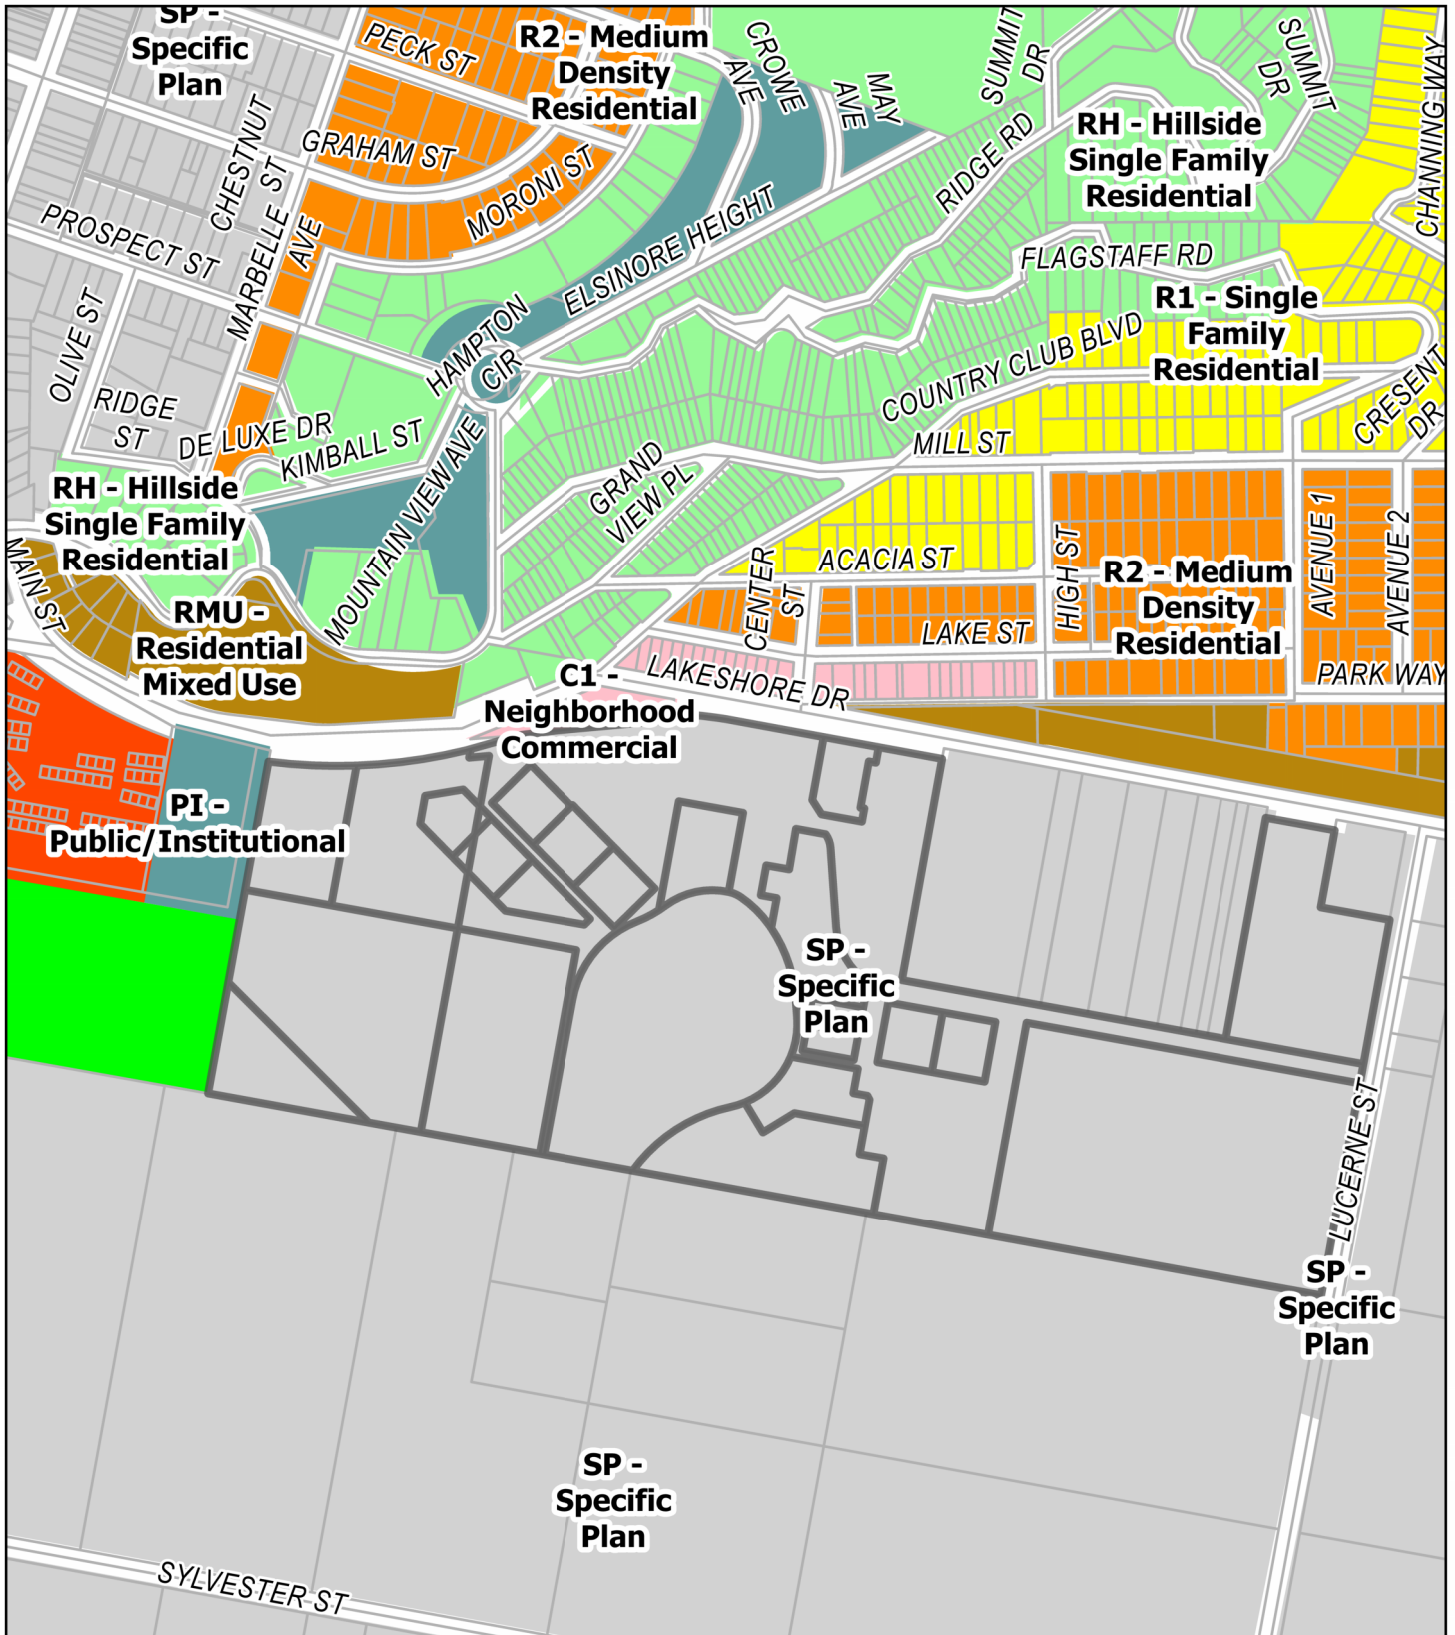 SP -
Specific
Plan
PECK ST
R2 - Medium
Density
Residential
CROWE
AVE
MAY
AVE
SUMMIT
DR
SUMMIT
DR
CHANNING WAY
RH - Hillside
Single Family
Residential
CHESTNUT
ST
GRAHAM ST
MORONI ST
RIDGE RD
PROSPECT ST
MARBELLE
AVE
ELSINORE HEIGHT
FLAGSTAFF RD
R1 - Single
Family
Residential
OLIVE ST
HAMPTON
CIR
COUNTRY CLUB BLVD
CRESENT
DR
RIDGE
ST
DE LUXE DR
KIMBALL ST
MILL ST
MOUNTAIN VIEW AVE
GRAND
VIEW PL
RH - Hillside
Single Family
Residential
MAIN ST
ACACIA ST
CENTER
ST
HIGH ST
R2 - Medium
Density
Residential
AVENUE 1
AVENUE 2
RMU -
Residential
Mixed Use
LAKE ST
PARK WAY
C1 -
Neighborhood
Commercial
LAKESHORE DR
PI -
Public/Institutional
SP -
Specific
Plan
LUCERNE ST
SP -
Specific
Plan
SP -
Specific
Plan
SYLVESTER ST